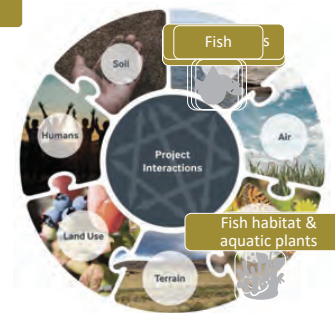 Fish
s
Soil
Air
Humans
Project
Interactions
Land Use
Fish habitat &
aquatic plants
Terrain